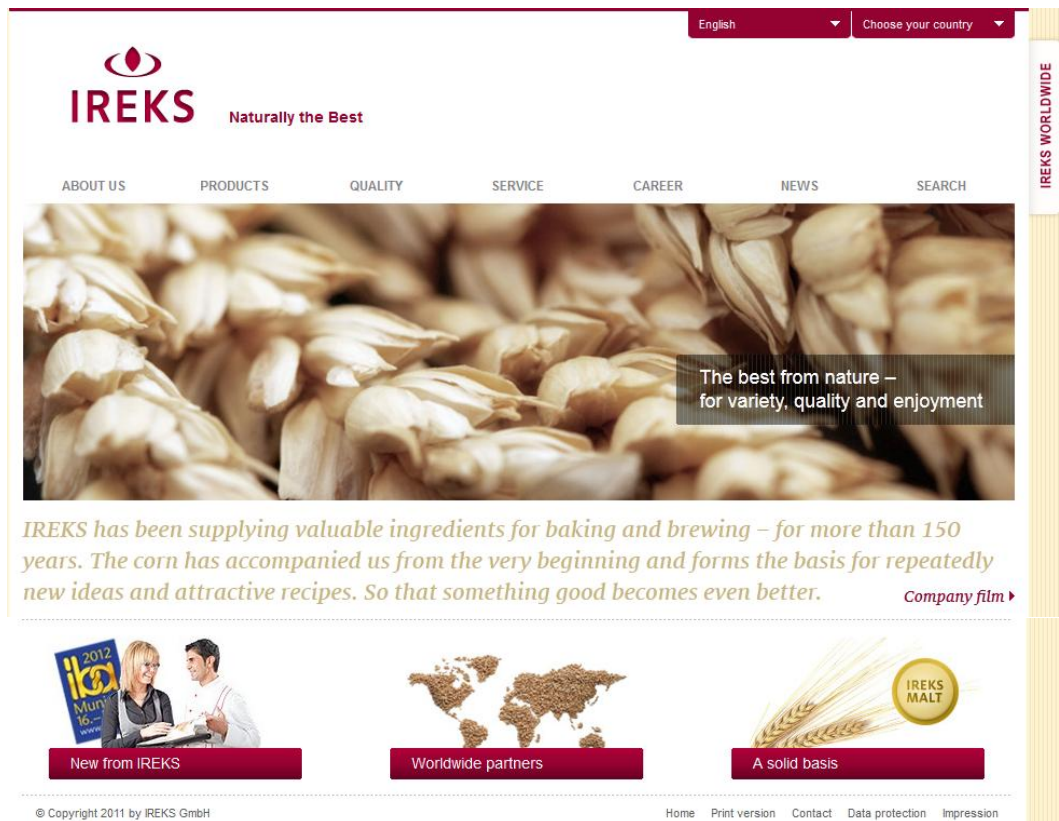 English
Choose your country
IREKS WORLDWIDE
IREKS
Naturally the Best
ABOUT US
PRODUCTS
QUALITY
SERVICE
CAREER
NEWS
SEARCH
The best from nature –
for variety, quality and enjoyment
IREKS has been supplying valuable ingredients for baking and brewing – for more than 150
years. The corn has accompanied us from the very beginning and forms the basis for repeatedly
new ideas and attractive recipes. So that something good becomes even better.
Company film
2012
iba
16.–
IREKS
MALT
New from IREKS
Worldwide partners
A solid basis
© Copyright 2011 by IREKS GmbH
Home
Print version
Contact
Data protection
Impression